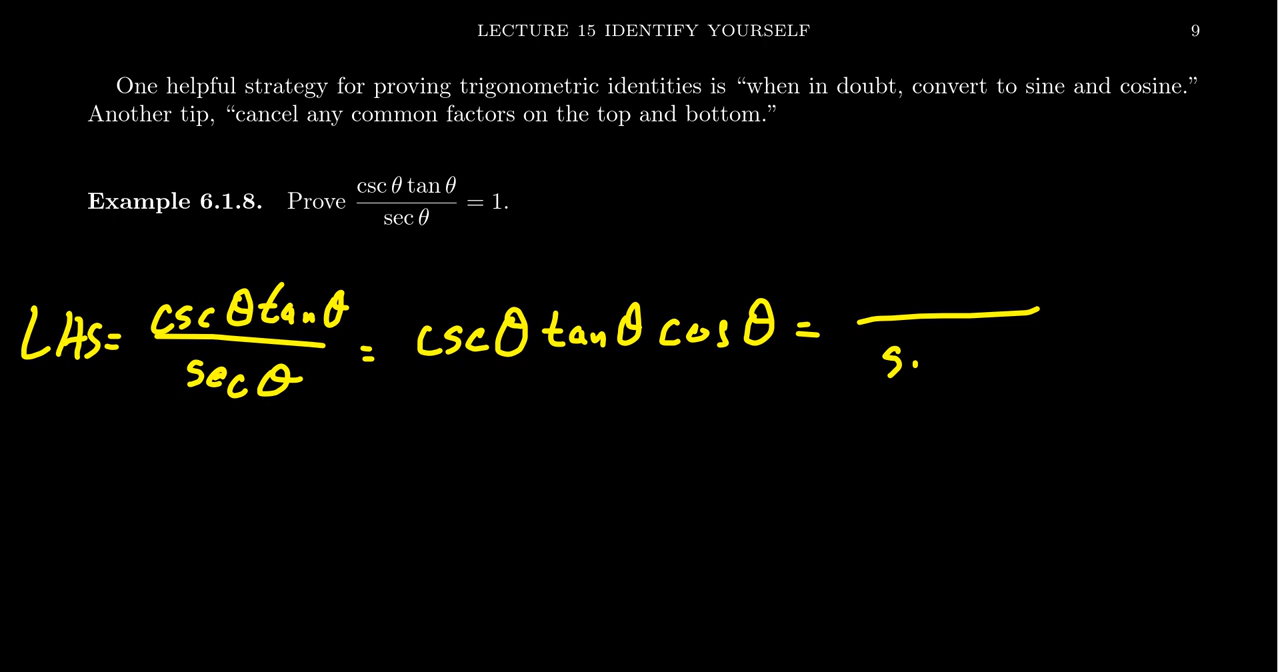 LECTURE 15 IDENTIFY YOURSELF 9
One helpful strategy for proving trigonometric identities is “when in doubt, convert to sine and cosine.”
Another tip, “cancel any common factors on the top and bottom.”
Example 6.1.8. Prove csc θ tan θ / sec θ = 1.
LHS = csc θ tan θ / sec θ = csc θ tan θ cos θ =